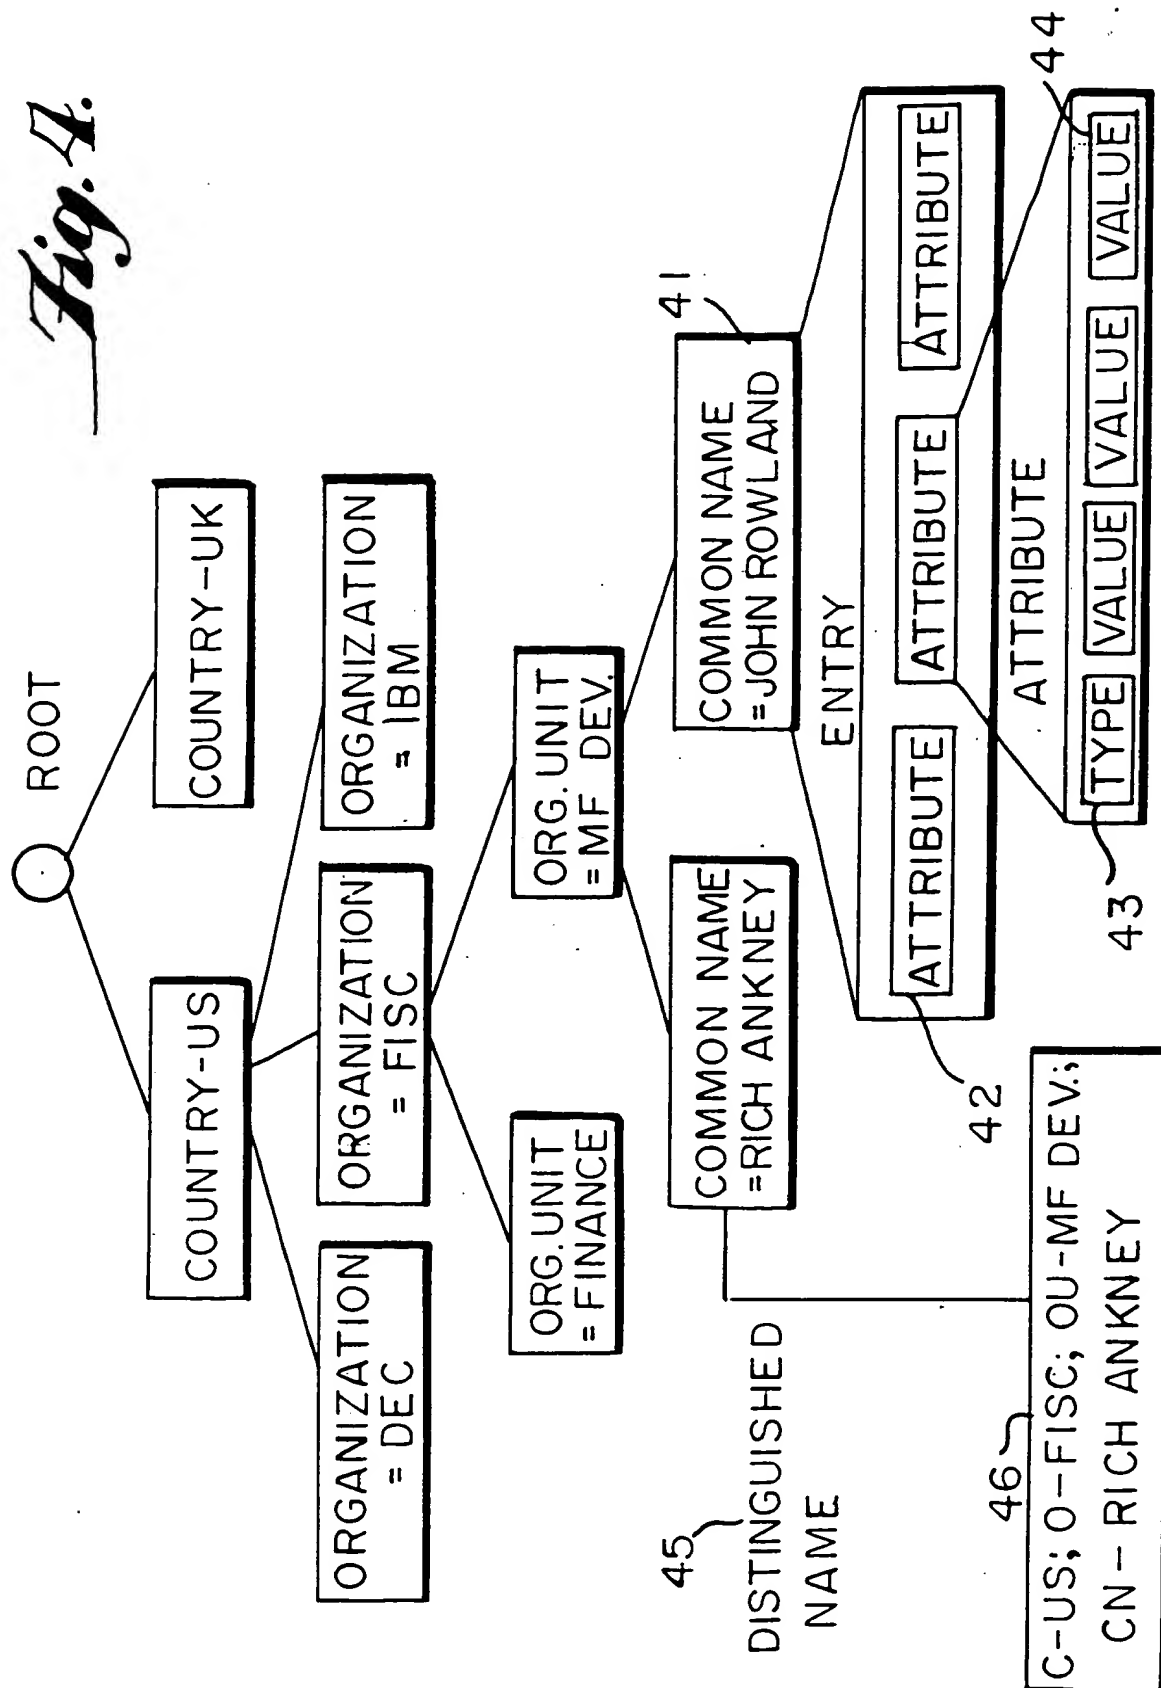 Fig. 4.
ROOT
COUNTRY-US
COUNTRY-UK
ORGANIZATION
= DEC
ORGANIZATION
= FISC
ORGANIZATION
= IBM
ORG. UNIT
= FINANCE
ORG. UNIT
= MF DEV.
45
DISTINGUISHED
NAME
COMMON NAME
=RICH ANKNEY
COMMON NAME
=JOHN ROWLAND
41
ENTRY
ATTRIBUTE
ATTRIBUTE
ATTRIBUTE
42
ATTRIBUTE
46
C-US; O-FISC; OU-MF DEV.;
CN-RICH ANKNEY
43
TYPE
VALUE
VALUE
VALUE
44